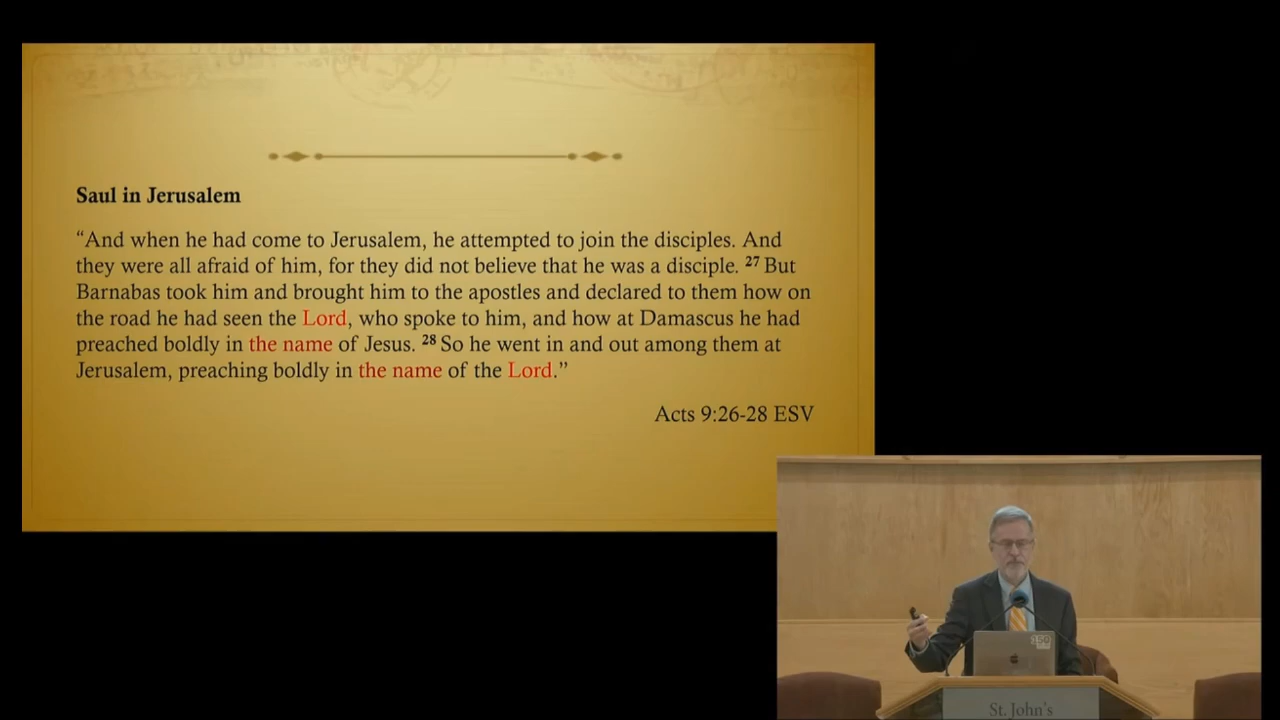 Saul in Jerusalem
“And when he had come to Jerusalem, he attempted to join the disciples. And
they were all afraid of him, for they did not believe that he was a disciple. ²⁷ But
Barnabas took him and brought him to the apostles and declared to them how on
the road he had seen the Lord, who spoke to him, and how at Damascus he had
preached boldly in the name of Jesus. ²⁸ So he went in and out among them at
Jerusalem, preaching boldly in the name of the Lord.”
Acts 9:26-28 ESV
150
St. John's